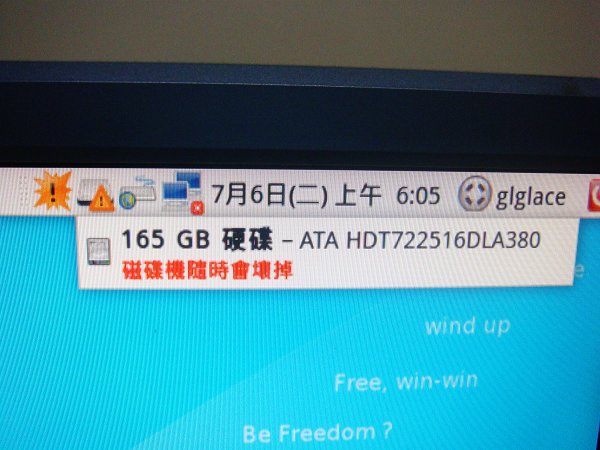 7月6日(二) 上午 6:05 glglace
165 GB 硬碟 – ATA HDT722516DLA380
磁碟機隨時會壞掉
wind up
Free, win-win
Be Freedom ?